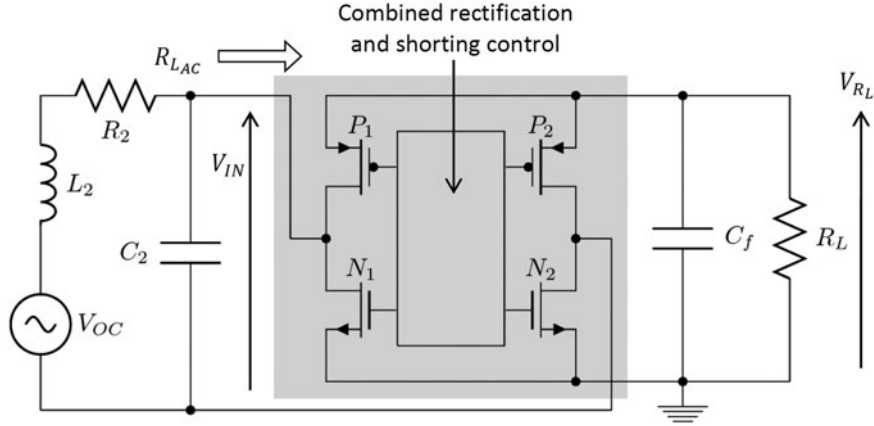 Combined rectification
and shorting control
R_{L_{AC}}
V_{R_L}
R_2
P_1
P_2
V_{IN}
L_2
C_2
C_f
R_L
N_1
N_2
V_{OC}